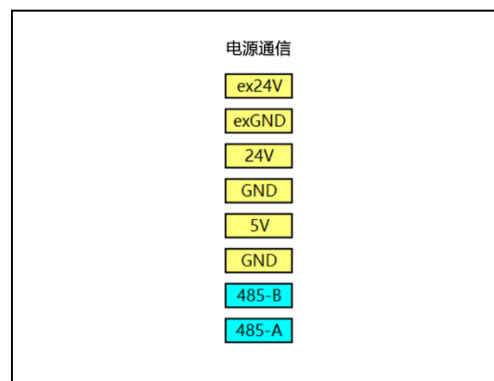 电源通信
ex24V
exGND
24V
GND
5V
GND
485-B
485-A